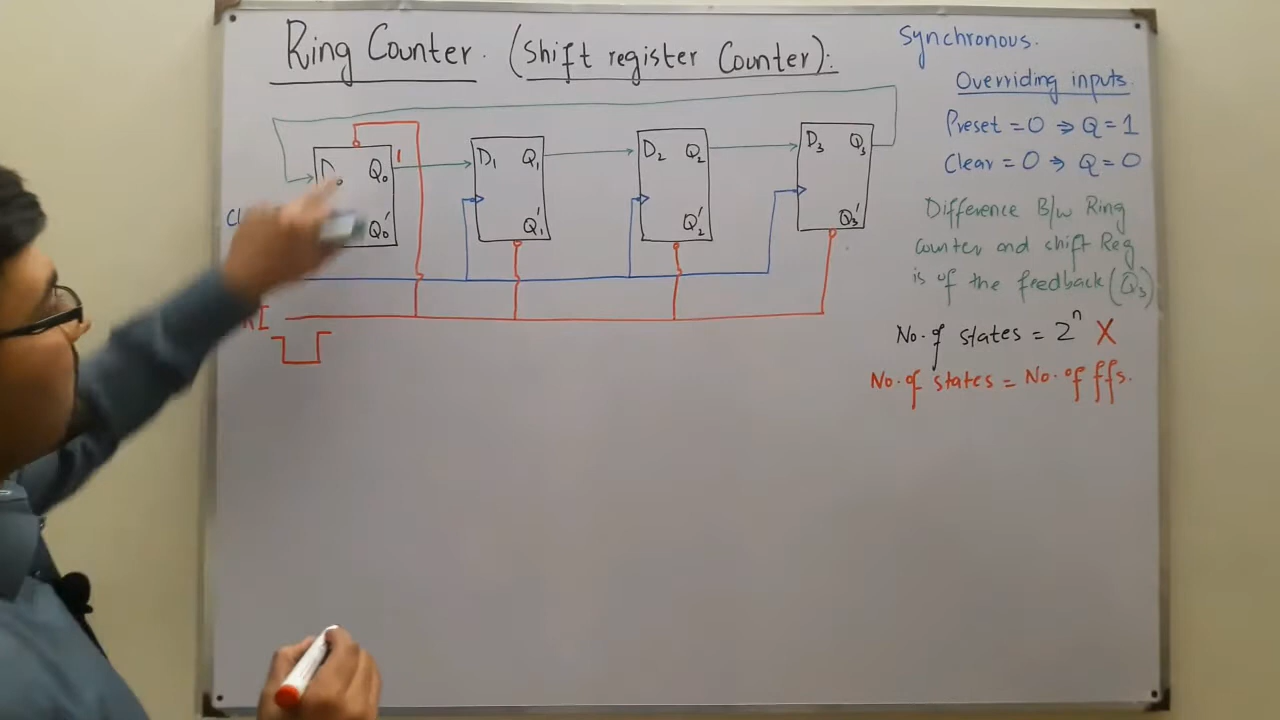 Ring Counter. (Shift register Counter):
Synchronous.
Overriding inputs.
Preset = 0 ⇒ Q = 1
Clear = 0 ⇒ Q = 0
Difference B/w Ring
counter and shift Reg
is of the feedback (Q₃)
No. of states = 2ⁿ X
No. of states = No. of ffs.
Q₀ 1 D₁ Q₁ D₂ Q₂ D₃ Q₃
Q₀' Q₁' Q₂' Q₃'